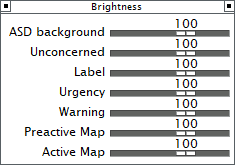 Brightness
ASD background 100
Unconcerned 100
Label 100
Urgency 100
Warning 100
Preactive Map 100
Active Map 100